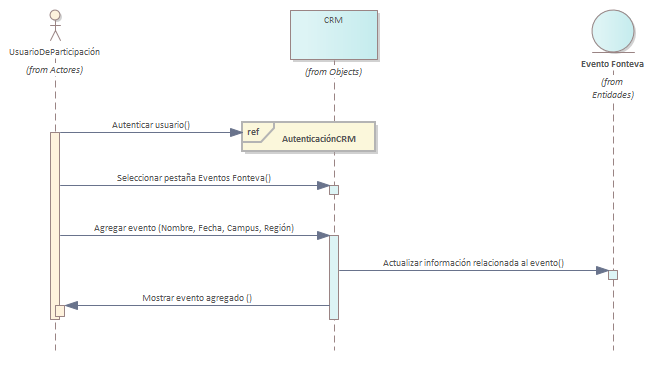 CRM
UsuarioDeParticipación
(from Actores)
(from Objects)
Evento Fonteva
(from
Entidades)
Autenticar usuario()
ref
AutenticaciónCRM
Seleccionar pestaña Eventos Fonteva()
Agregar evento (Nombre, Fecha, Campus, Región)
Actualizar información relacionada al evento()
Mostrar evento agregado ()